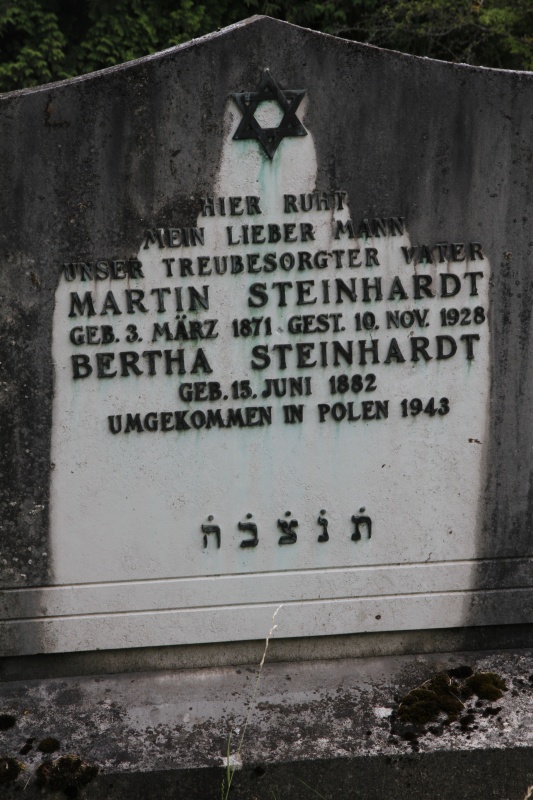 HIER RUHT
MEIN LIEBER MANN
UNSER TREUBESORGTER VATER
MARTIN STEINHARDT
GEB. 3. MÄRZ 1871 GEST. 10. NOV. 1928
BERTHA STEINHARDT
GEB. 15. JUNI 1882
UMGEKOMMEN IN POLEN 1943
תׄנׄצׄבׄהׄ